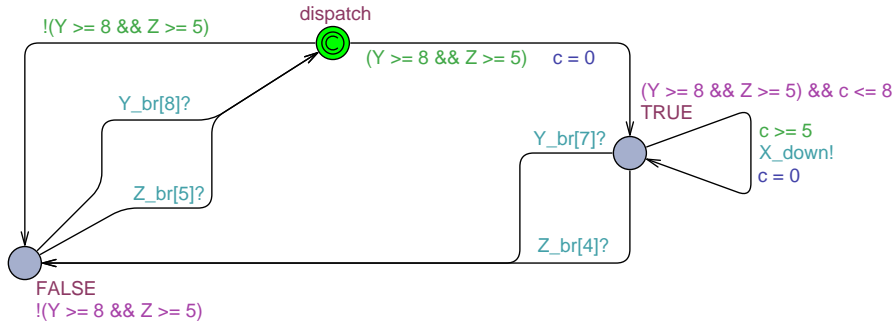 dispatch
!(Y >= 8 && Z >= 5)
(Y >= 8 && Z >= 5)
c = 0
(Y >= 8 && Z >= 5) && c <= 8
TRUE
Y_br[8]?
c >= 5
Y_br[7]?
X_down!
c = 0
Z_br[5]?
Z_br[4]?
FALSE
!(Y >= 8 && Z >= 5)